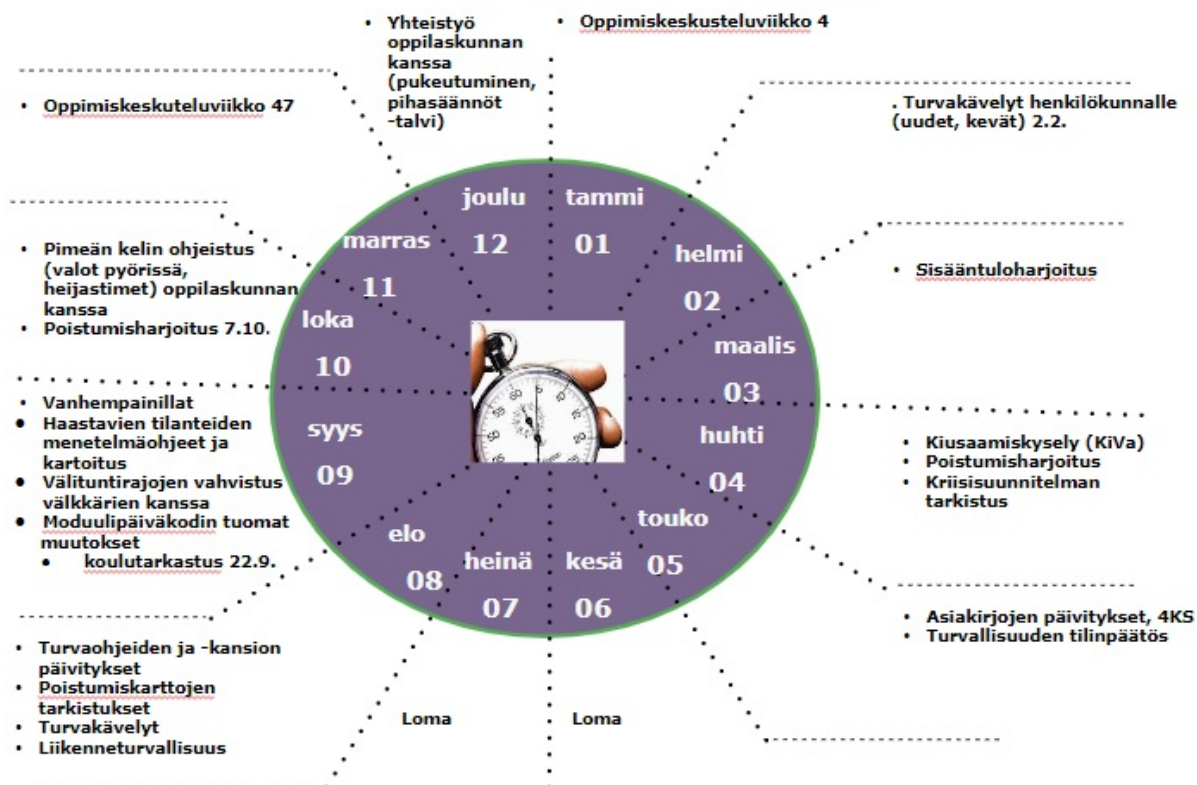 • Yhteistyö
oppilaskunnan
kanssa
(pukeutuminen,
pihasäännöt
-talvi)
• Oppimiskeskusteluviikko 4
• Oppimiskeskuteluviikko 47
. Turvakävelyt henkilökunnalle
(uudet, kevät) 2.2.
• Pimeän kelin ohjeistus
(valot pyörissä,
heijastimet) oppilaskunnan
kanssa
• Poistumisharjoitus 7.10.
• Sisääntuloharjoitus
joulu
12
tammi
01
marras
11
helmi
02
loka
10
maalis
03
syys
09
huhti
04
elo
08
touko
05
heinä
07
kesä
06
• Vanhempainillat
• Haastavien tilanteiden
menetelmäohjeet ja
kartoitus
• Välituntirajojen vahvistus
välkkärien kanssa
• Moduulipäiväkodin tuomat
muutokset
• koulutarkastus 22.9.
• Kiusaamiskysely (KiVa)
• Poistumisharjoitus
• Kriisisuunnitelman
tarkistus
• Asiakirjojen päivitykset, 4KS
• Turvallisuuden tilinpäätös
• Turvaohjeiden ja -kansion
päivitykset
• Poistumiskarttojen
tarkistukset
• Turvakävelyt
• Liikenneturvallisuus
Loma
Loma